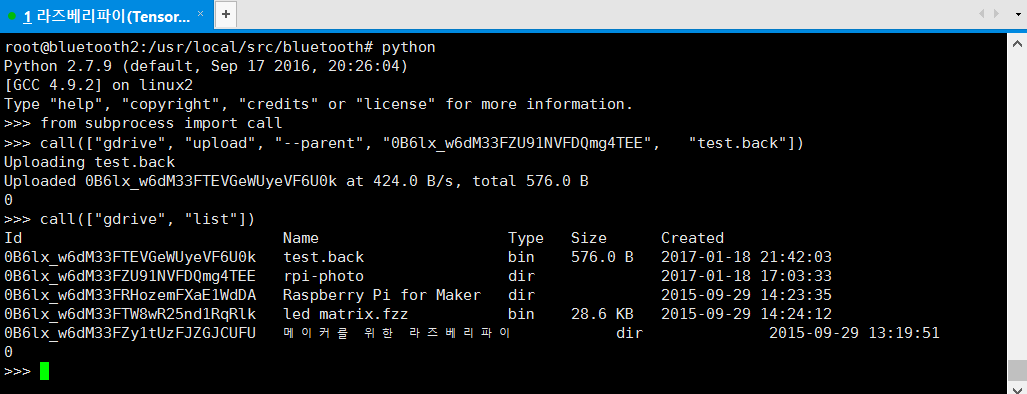 1 라즈베리파이(Tensor...
root@bluetooth2:/usr/local/src/bluetooth# python
Python 2.7.9 (default, Sep 17 2016, 20:26:04)
[GCC 4.9.2] on linux2
Type "help", "copyright", "credits" or "license" for more information.
>>> from subprocess import call
>>> call(["gdrive", "upload", "--parent", "0B6lx_w6dM33FZU91NVFDQmg4TEE",   "test.back"])
Uploading test.back
Uploaded 0B6lx_w6dM33FTEVGeWUyeVF6U0k at 424.0 B/s, total 576.0 B
0
>>> call(["gdrive", "list"])
Id                             Name                     Type   Size      Created
0B6lx_w6dM33FTEVGeWUyeVF6U0k   test.back                bin    576.0 B   2017-01-18 21:42:03
0B6lx_w6dM33FZU91NVFDQmg4TEE   rpi-photo                dir              2017-01-18 17:03:33
0B6lx_w6dM33FRHozemFXaE1WdDA   Raspberry Pi for Maker   dir              2015-09-29 14:23:35
0B6lx_w6dM33FTW8wR25nd1RqRlk   led matrix.fzz           bin    28.6 KB   2015-09-29 14:24:12
0B6lx_w6dM33FZy1tUzFJZGJCUFU   메이커를 위한 라즈베리파이            dir              2015-09-29 13:19:51
0
>>>